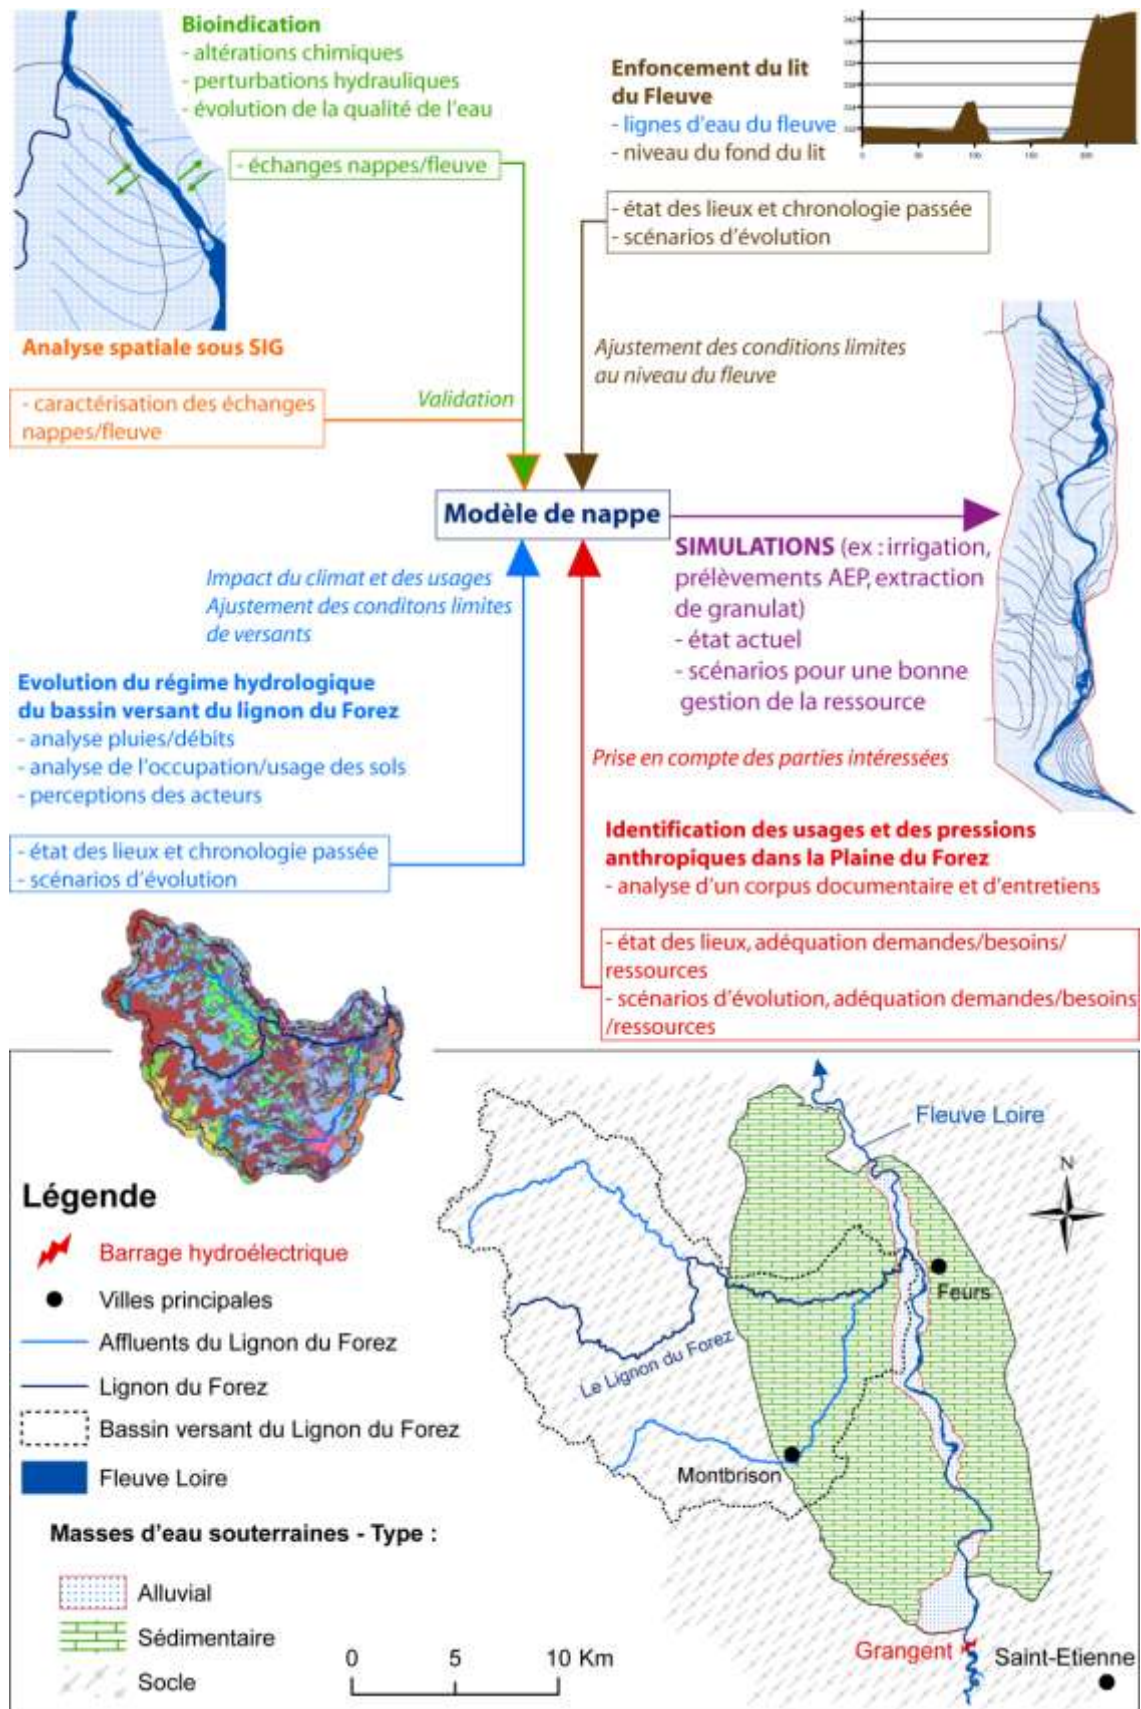 Bioindication
- altérations chimiques
- perturbations hydrauliques
- évolution de la qualité de l'eau
- échanges nappes/fleuve
Enfoncement du lit
du Fleuve
- lignes d'eau du fleuve
- niveau du fond du lit
0
50
100
150
200
- état des lieux et chronologie passée
- scénarios d'évolution
Analyse spatiale sous SIG
- caractérisation des échanges
nappes/fleuve
Validation
Ajustement des conditions limites
au niveau du fleuve
Modèle de nappe
SIMULATIONS (ex : irrigation,
prélèvements AEP, extraction
de granulat)
- état actuel
- scénarios pour une bonne
gestion de la ressource
Impact du climat et des usages
Ajustement des conditons limites
de versants
Evolution du régime hydrologique
du bassin versant du lignon du Forez
- analyse pluies/débits
- analyse de l'occupation/usage des sols
- perceptions des acteurs
- état des lieux et chronologie passée
- scénarios d'évolution
Prise en compte des parties intéressées
Identification des usages et des pressions
anthropiques dans la Plaine du Forez
- analyse d'un corpus documentaire et d'entretiens
- état des lieux, adéquation demandes/besoins/
ressources
- scénarios d'évolution, adéquation demandes/besoins
/ressources
Légende
Barrage hydroélectrique
Villes principales
Affluents du Lignon du Forez
Lignon du Forez
Bassin versant du Lignon du Forez
Fleuve Loire
Masses d'eau souterraines - Type :
Alluvial
Sédimentaire
Socle
0 5 10 Km
Fleuve Loire
N
Feurs
Le Lignon du Forez
Montbrison
Grangent
Saint-Etienne